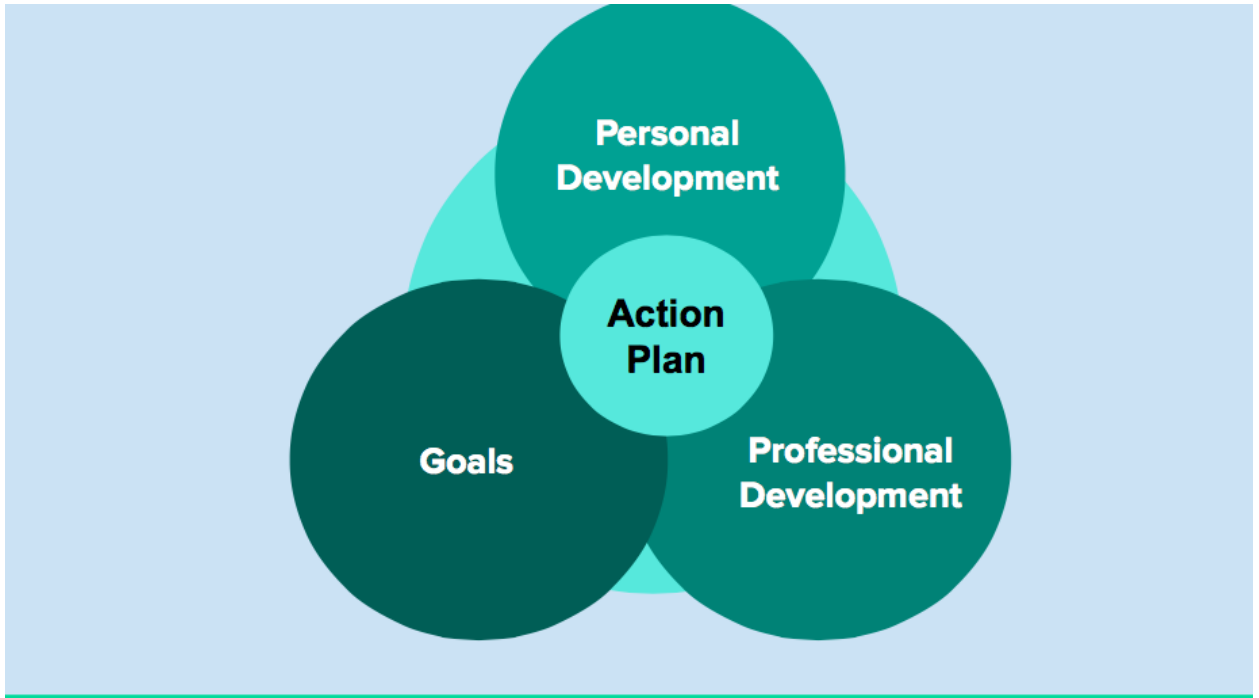 Personal
Development
Action
Plan
Goals
Professional
Development